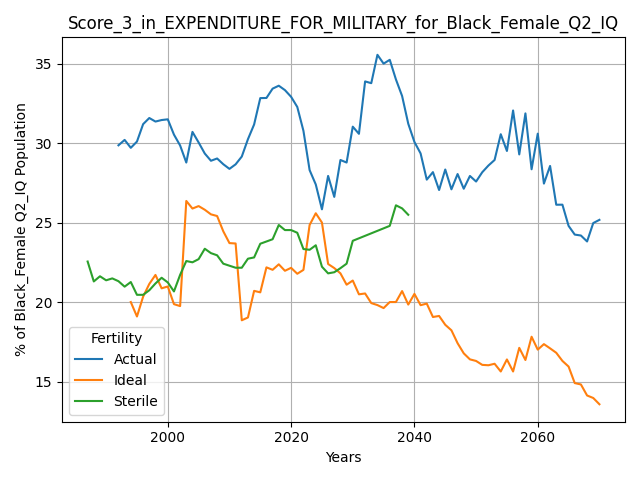 Score_3_in_EXPENDITURE_FOR_MILITARY_for_Black_Female_Q2_IQ
% of Black_Female Q2_IQ Population
35
30
25
20
15
Fertility
Actual
Ideal
Sterile
2000
2020
2040
2060
Years